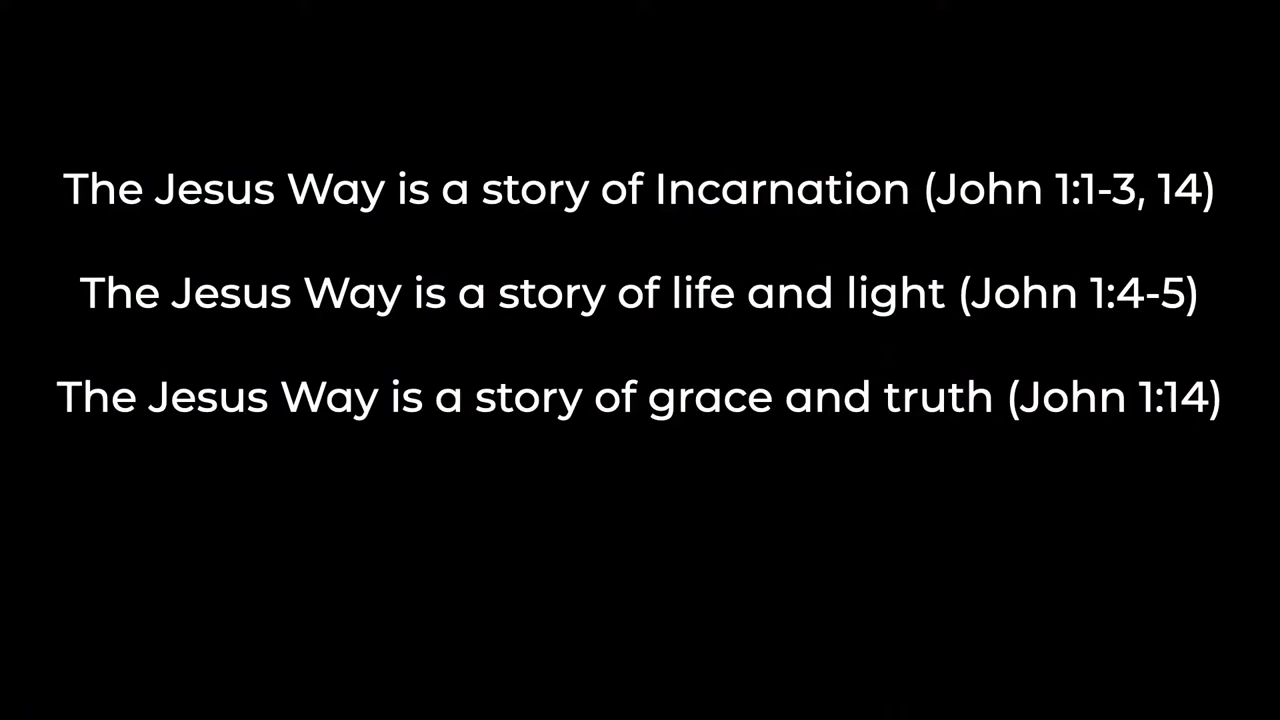 The Jesus Way is a story of Incarnation (John 1:1-3, 14)
The Jesus Way is a story of life and light (John 1:4-5)
The Jesus Way is a story of grace and truth (John 1:14)